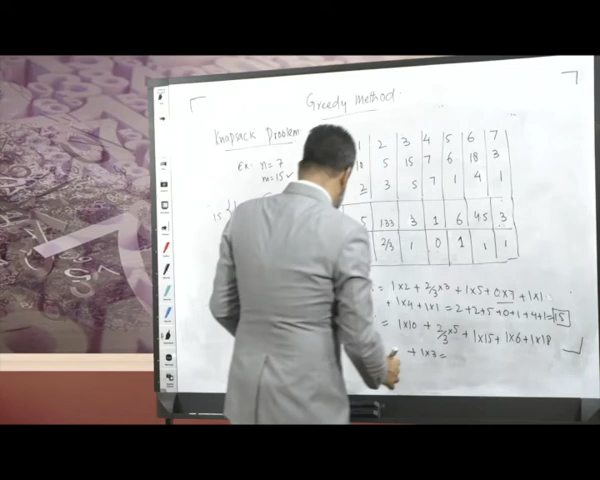 Greedy method.
Knapsack Problem
1 2 3 4 5 6 7
Ex: n = 7
10 5 15 7 6 18 3
m = 15 ✓
2 3 5 7 1 4 1
15
5 1.33 3 1 6 4.5 3
2/3 1 0 1 1 1
= 1×2 + 2/3×3 + 1×5 + 0×7 + 1×1
+ 1×4 + 1×1 = 2+2+5+0+1+4+1 = 15
= 1×10 + 2/3×5 + 1×15 + 1×6 + 1×18
+ 1×3 =